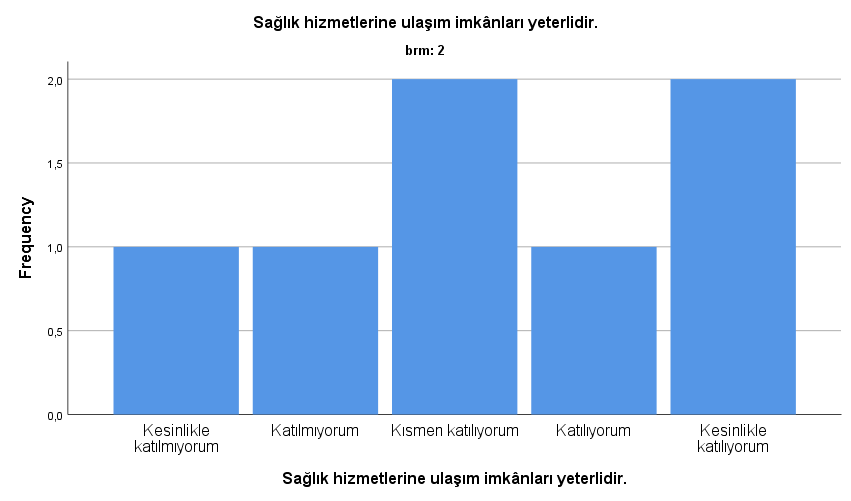 Sağlık hizmetlerine ulaşım imkânları yeterlidir.
brm: 2
Frequency
2,0
1,5
1,0
0,5
0,0
Kesinlikle
katılmıyorum
Katılmıyorum
Kısmen katılıyorum
Katılıyorum
Kesinlikle
katılıyorum
Sağlık hizmetlerine ulaşım imkânları yeterlidir.